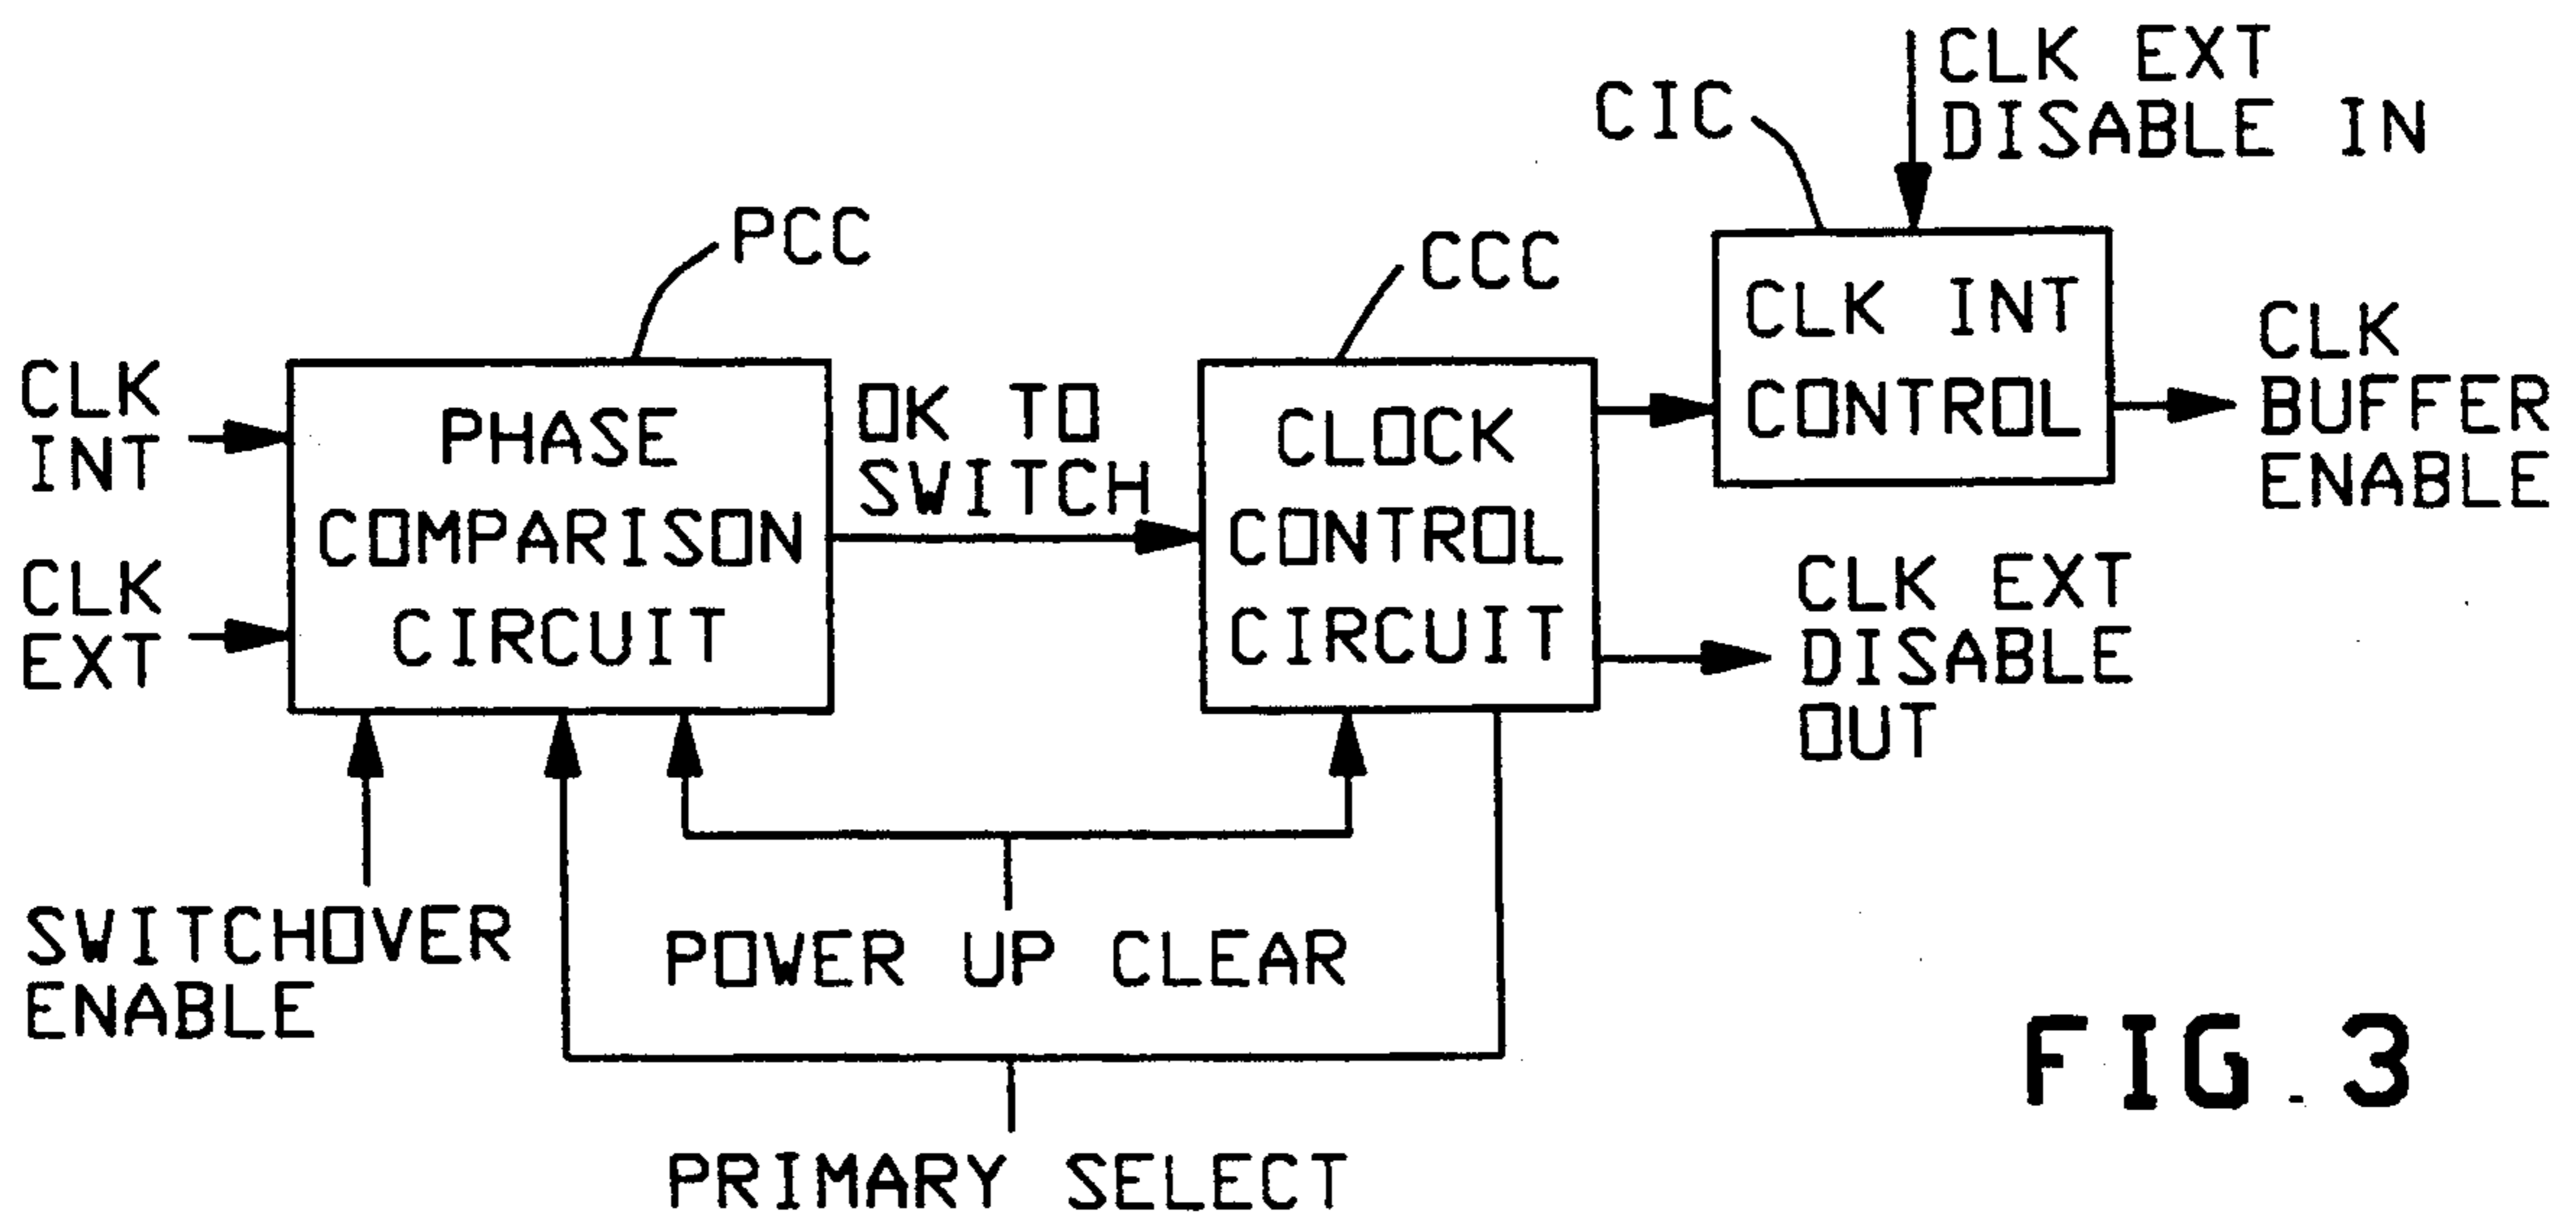 CLK EXT
DISABLE IN
CIC
PCC
CCC
CLK INT
CONTROL
CLK
BUFFER
ENABLE
CLK
INT
CLK
EXT
PHASE
COMPARISON
CIRCUIT
OK TO
SWITCH
CLOCK
CONTROL
CIRCUIT
CLK EXT
DISABLE
OUT
SWITCHOVER
ENABLE
POWER UP CLEAR
PRIMARY SELECT
FIG. 3